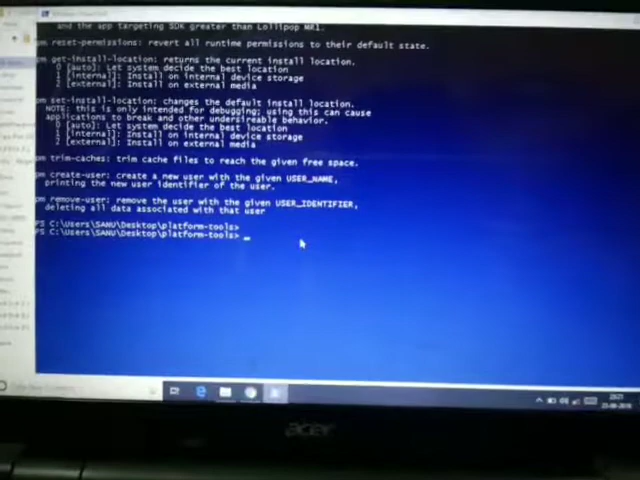 and the app targeting SDK greater than Lollipop MR1.
pm reset-permissions: revert all runtime permissions to their default state.
pm get-install-location: returns the current install location.
0 [auto]: Let system decide the best location
1 [internal]: Install on internal device storage
2 [external]: Install on external media
pm set-install-location: changes the default install location.
NOTE: this is only intended for debugging; using this can cause
applications to break and other undersireable behavior.
0 [auto]: Let system decide the best location
1 [internal]: Install on internal device storage
2 [external]: Install on external media
pm trim-caches: trim cache files to reach the given free space.
pm create-user: create a new user with the given USER_NAME,
printing the new user identifier of the user.
pm remove-user: remove the user with the given USER_IDENTIFIER,
deleting all data associated with that user
PS C:\Users\SANU\Desktop\platform-tools>
PS C:\Users\SANU\Desktop\platform-tools> _
acer